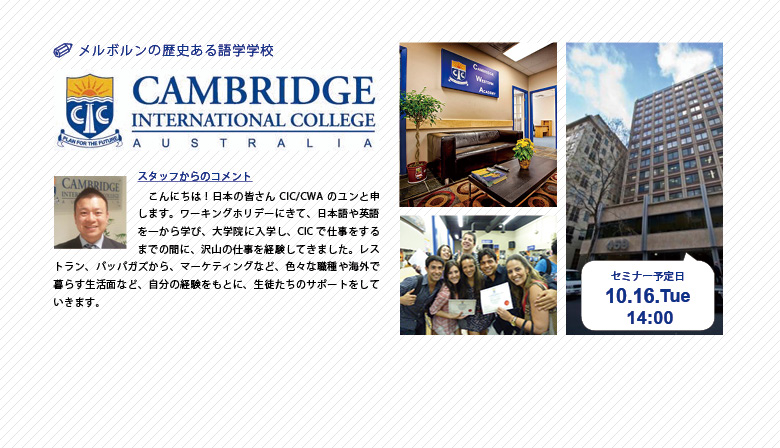 メルボルンの歴史ある語学学校
CIC
PLAN FOR THE FUTURE
CAMBRIDGE
INTERNATIONAL COLLEGE
AUSTRALIA
CAMBRIDGE
スタッフからのコメント
こんにちは！日本の皆さん CIC/CWA のユンと申
します。ワーキングホリデーにきて、日本語や英語
を一から学び、大学院に入学し、CIC で仕事をする
までの間に、沢山の仕事を経験してきました。レス
トラン、バッパガズから、マーケティングなど、色々な職種や海外で
暮らす生活面など、自分の経験をもとに、生徒たちのサポートをして
いきます。
CIC
CAMBRIDGE
WESTERN
ACADEMY
セミナー予定日
10.16.Tue
14:00